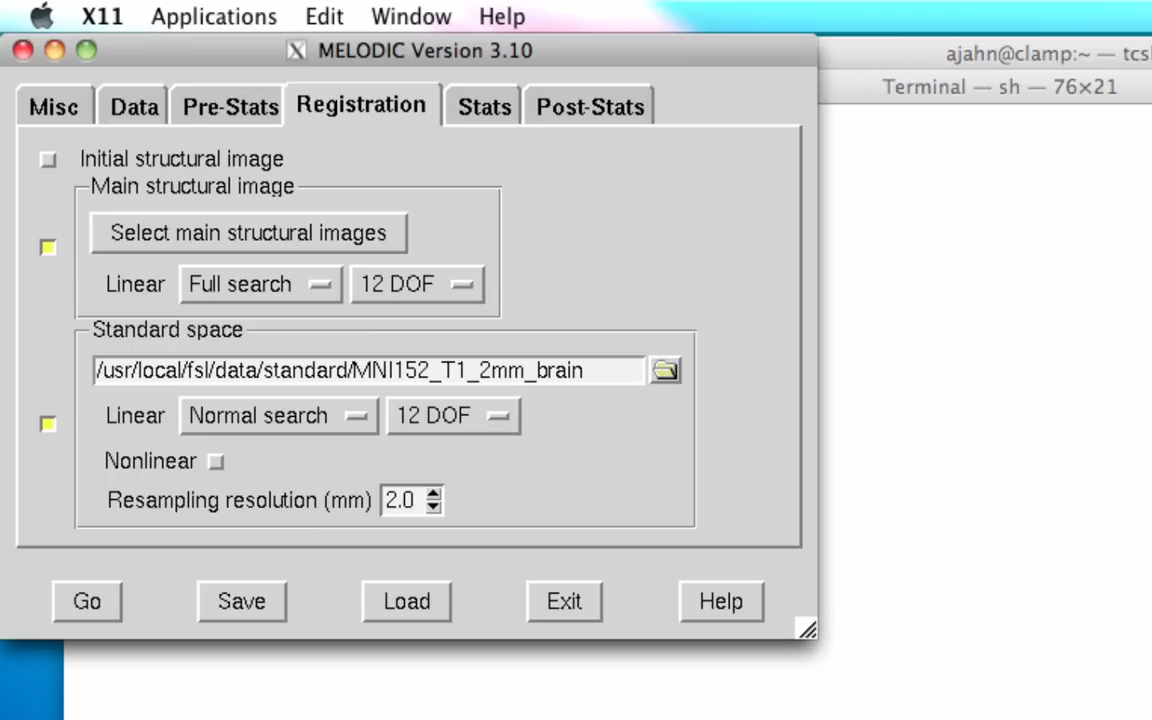 X11 Applications Edit Window Help
MELODIC Version 3.10
ajahn@clamp:~ — tcs
Terminal — sh — 76×21
Misc Data Pre-Stats Registration Stats Post-Stats
Initial structural image
Main structural image
Select main structural images
Linear Full search 12 DOF
Standard space
/usr/local/fsl/data/standard/MNI152_T1_2mm_brain
Linear Normal search 12 DOF
Nonlinear
Resampling resolution (mm) 2.0
Go Save Load Exit Help